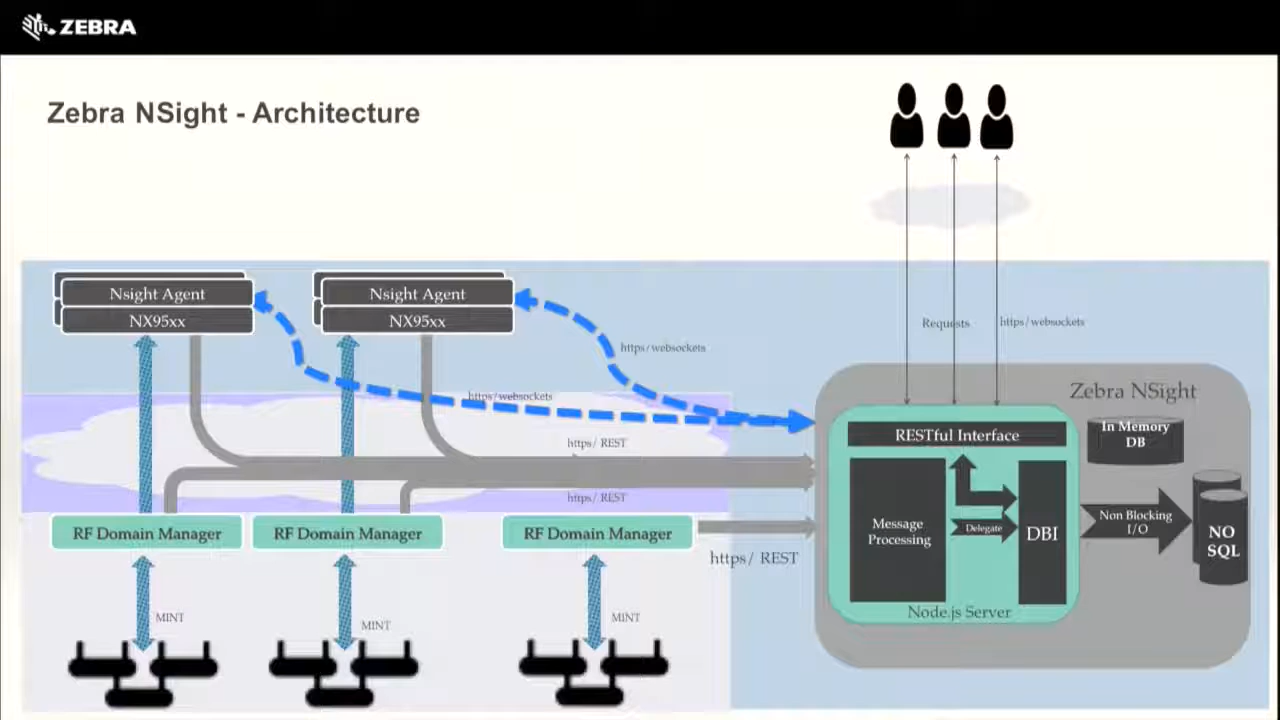 ZEBRA
Zebra NSight - Architecture
Nsight Agent
NX95xx
Nsight Agent
NX95xx
Requests
https/websockets
https/websockets
https/websockets
https/ REST
https/ REST
RF Domain Manager
RF Domain Manager
RF Domain Manager
https/ REST
MINT
MINT
MINT
Zebra NSight
RESTful Interface
In Memory
DB
Message
Processing
Delegate
DBI
Non Blocking
I/O
NO
SQL
Node.js Server